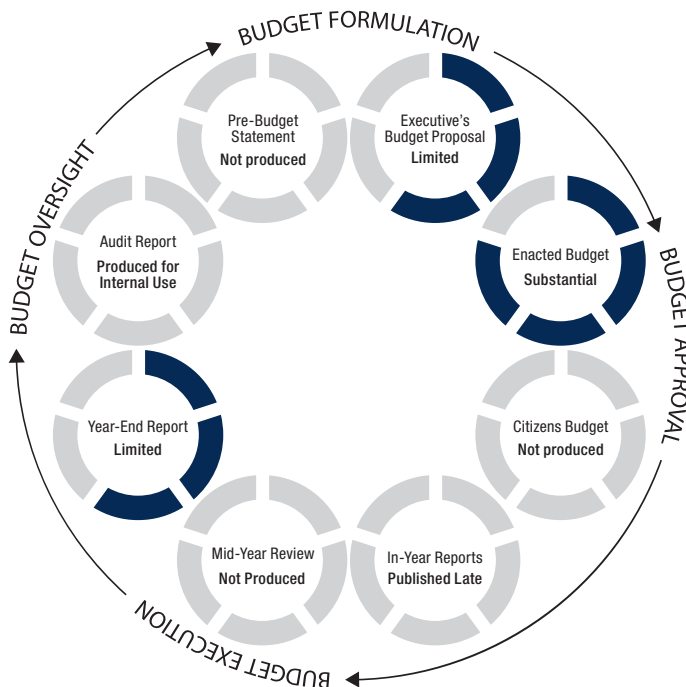 BUDGET FORMULATION
Pre-Budget
Statement
Not produced
Executive's
Budget Proposal
Limited
BUDGET OVERSIGHT
Audit Report
Produced for
Internal Use
Enacted Budget
Substantial
BUDGET APPROVAL
Year-End Report
Limited
Citizens Budget
Not produced
Mid-Year Review
Not Produced
In-Year Reports
Published Late
BUDGET EXECUTION